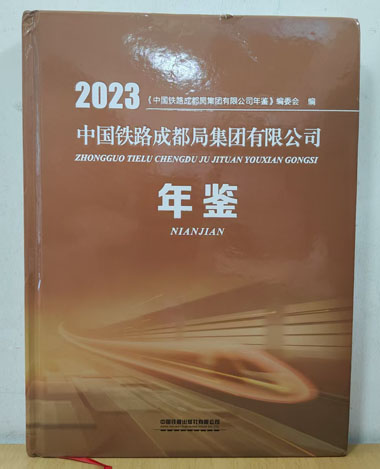 2023 《中国铁路成都局集团有限公司年鉴》编委会 编
中国铁路成都局集团有限公司
ZHONGGUO TIELU CHENGDU JU JITUAN YOUXIAN GONGSI
年鉴
NIANJIAN
中国铁道出版社有限公司